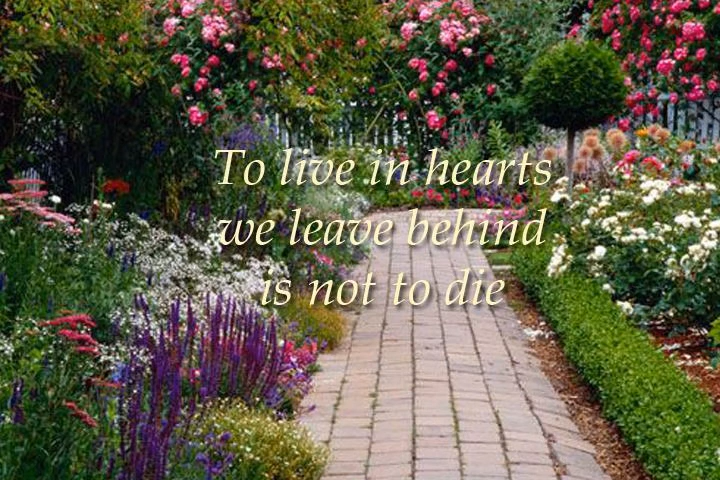 To live in hearts
we leave behind
is not to die